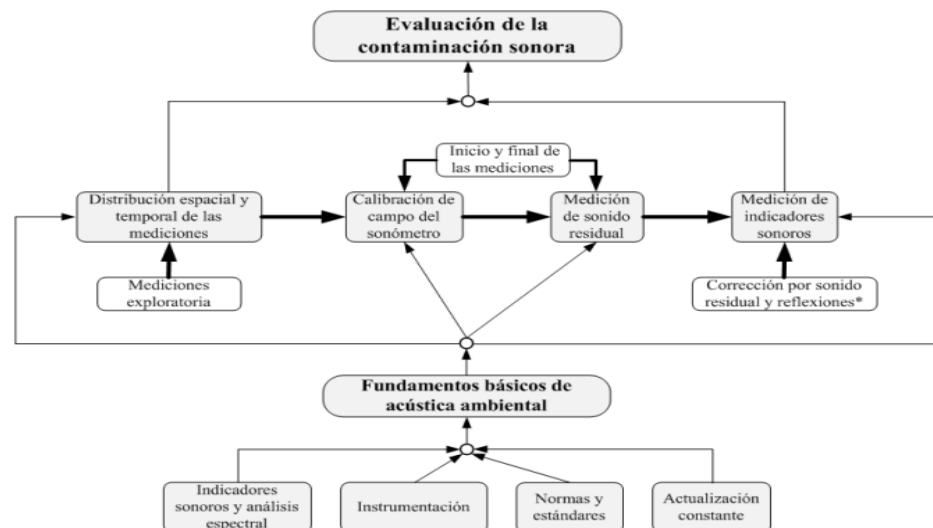 Evaluación de la
contaminación sonora
Inicio y final de
las mediciones
Distribución espacial y
temporal de las
mediciones
Calibración de
campo del
sonómetro
Medición
de sonido
residual
Medición de
indicadores
sonoros
Mediciones
exploratoria
Corrección por sonido
residual y reflexiones*
Fundamentos básicos de
acústica ambiental
Indicadores
sonoros y análisis
espectral
Instrumentación
Normas y
estándares
Actualización
constante